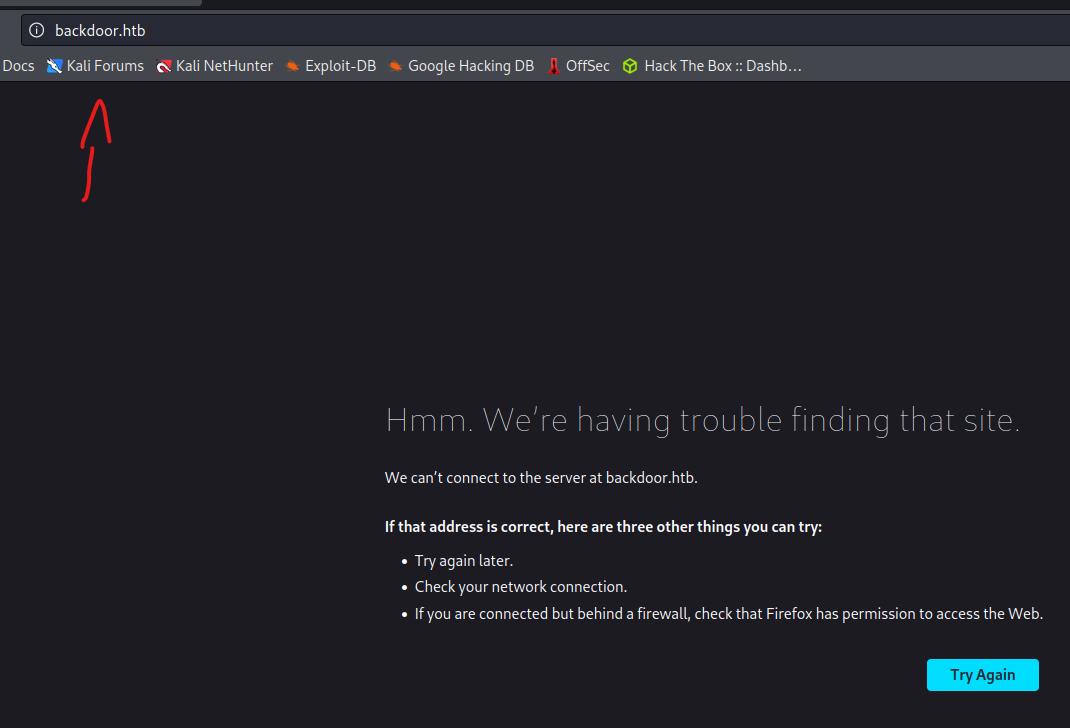 backdoor.htb
Docs Kali Forums Kali NetHunter Exploit-DB Google Hacking DB OffSec Hack The Box :: Dashb…
Hmm. We’re having trouble finding that site.
We can’t connect to the server at backdoor.htb.
If that address is correct, here are three other things you can try:
• Try again later.
• Check your network connection.
• If you are connected but behind a firewall, check that Firefox has permission to access the Web.
Try Again